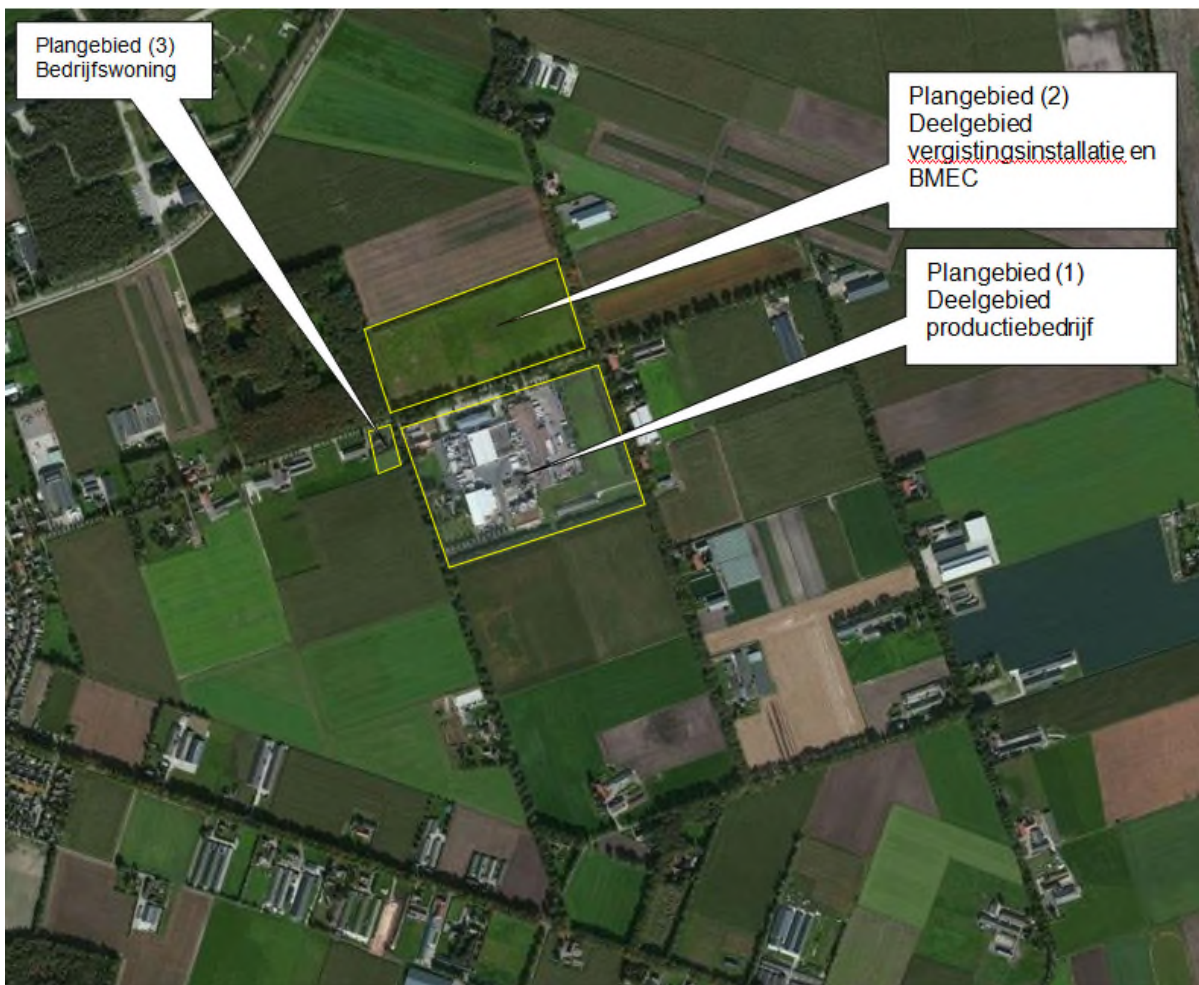 Plangebied (3)
Bedrijfswoning
Plangebied (2)
Deelgebied
vergistingsinstallatie en
BMEC
Plangebied (1)
Deelgebied
productiebedrijf